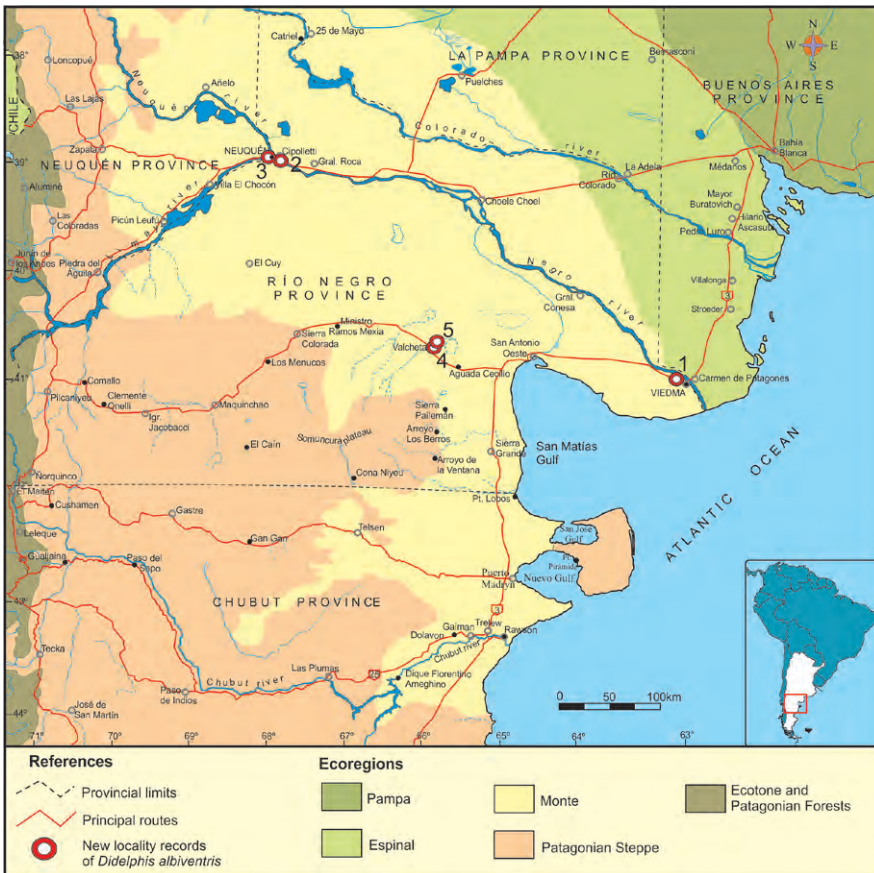 38°
39°
40°
41°
42°
43°
44°
71°
70°
69°
68°
67°
66°
65°
64°
63°
N
W
E
S
CHILE
Loncopué
Las Lajas
Zapala
NEUQUÉN PROVINCE
Aluminé
Las
Coloradas
Junín de
los Andos
Piedra del
Águila
Picún Leufú
Villa El Chocón
Añelo
Neuquén river
Catriel
25 de Mayo
LA PAMPA PROVINCE
Puelches
Bernasconi
BUENOS AIRES
PROVINCE
Colorado river
NEUQUÉN
Cipolletti
3
2
Gral. Roca
Choele Choel
Río
Colorado
La Adela
Médanos
Bahía
Blanca
Mayor
Buratovich
Hilario
Ascasubi
Pedro Luro
Villalonga
3
Stroeder
El Cuy
RÍO NEGRO
PROVINCE
Negro river
Gral.
Conesa
Ministro
Ramos Mexia
Sierra
Colorada
Los Menucos
5
Valcheta
4
Aguada Cecilio
San Antonio
Oeste
1
VIEDMA
Carmen de Patagones
Comallo
Pilcaniyeu
Clemente
Onelli
Igr.
Jacobacci
Maquinchao
El Caín
Somuncura plateau
Sierra
Pailemán
Arroyo
Los Berros
Arroyo de
la Ventana
Cona Niyeu
Sierra
Grande
San Matías
Gulf
ATLANTIC OCEAN
Norquinco
El Maitén
Cushamen
Leleque
Gualjaina
Gastre
Gan Gan
Telsen
Paso del
Sapo
Pt. Lobos
San José
Gulf
Pirámide
Puerto
Madryn
Nuevo Gulf
CHUBUT PROVINCE
3
Gaiman
Trelew
Dolavon
Rawson
Chubut river
Tecka
José de
San Martín
Paso
de Indios
Chubut river
Las Plumas
25
Dique Florentino
Ameghino
0 50 100km
References
Provincial limits
Principal routes
New locality records
of Didelphis albiventris
Ecoregions
Pampa
Espinal
Monte
Patagonian Steppe
Ecotone and
Patagonian Forests